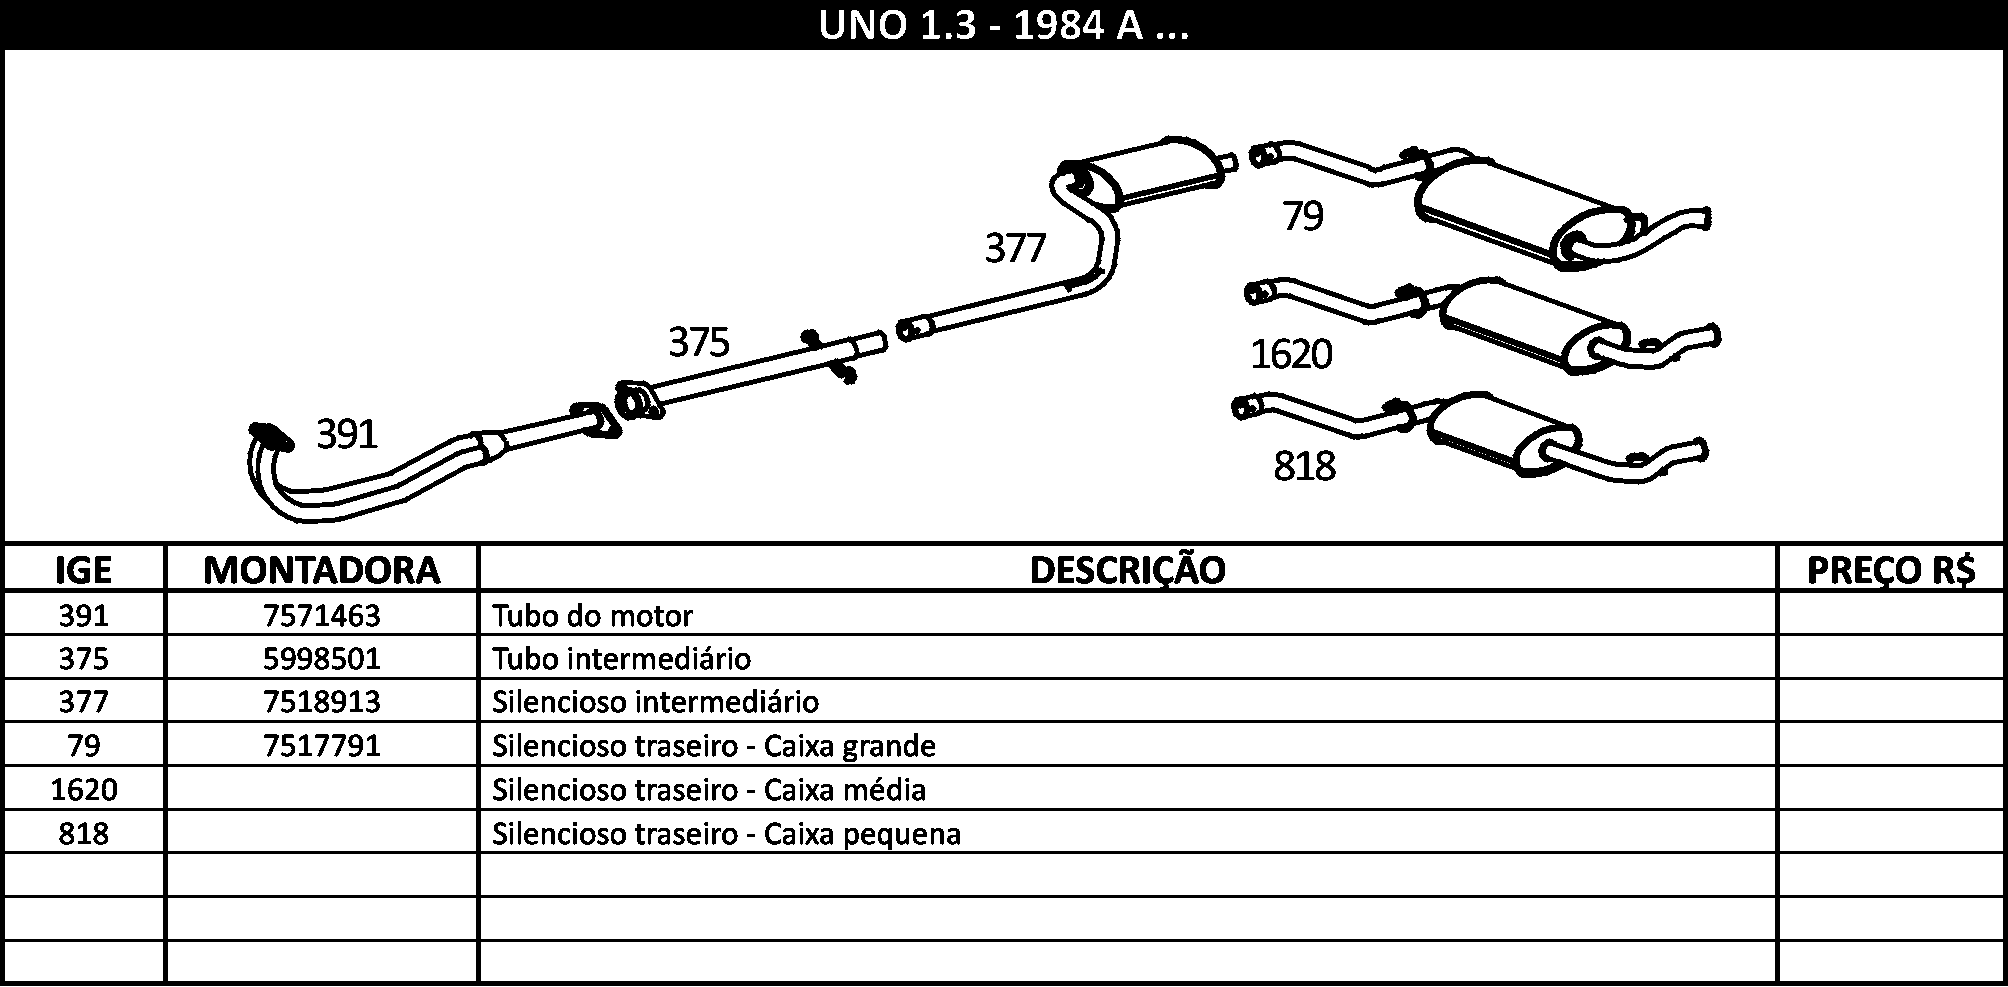 UNO 1.3 - 1984 A ...
79
377
375
1620
391
818
IGE MONTADORA DESCRIÇÃO PREÇO R$
391 7571463 Tubo do motor
375 5998501 Tubo intermediário
377 7518913 Silencioso intermediário
79 7517791 Silencioso traseiro - Caixa grande
1620 Silencioso traseiro - Caixa média
818 Silencioso traseiro - Caixa pequena